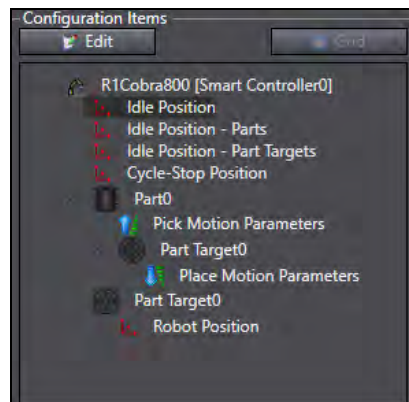 Configuration Items
Edit
Grid
R1Cobra800 [Smart Controller0]
Idle Position
Idle Position - Parts
Idle Position - Part Targets
Cycle-Stop Position
Part0
Pick Motion Parameters
Part Target0
Place Motion Parameters
Part Target0
Robot Position